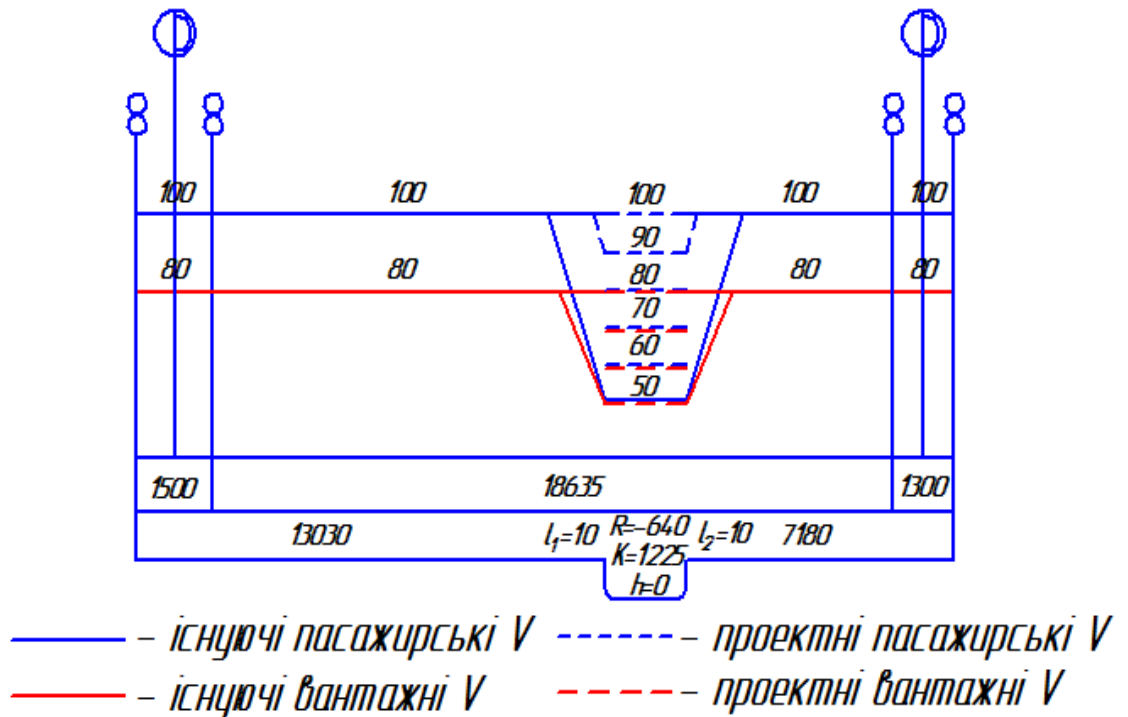 100 100 100 100 100
90
80 80 80 80 80
70
60
50
1500 18635 1300
13030 l₁=10 R=-640 l₂=10 7180
K=1225
h=0
– існуючі пасажирські V – проектні пасажирські V
– існуючі вантажні V – проектні вантажні V